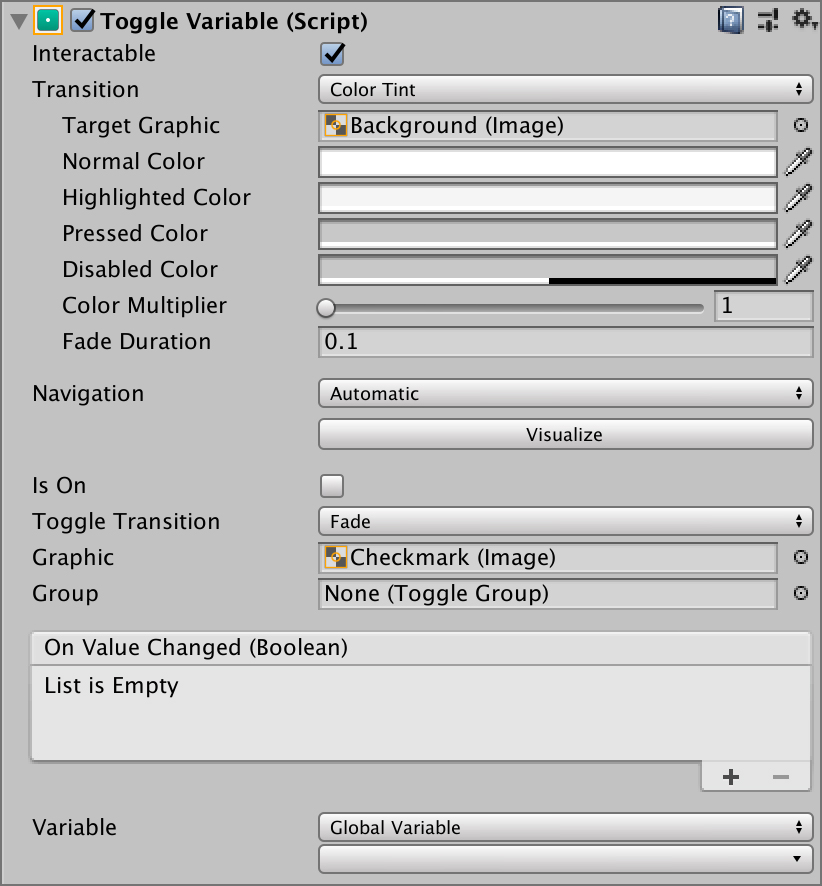 Toggle Variable (Script)
Interactable
Transition Color Tint
Target Graphic Background (Image)
Normal Color
Highlighted Color
Pressed Color
Disabled Color
Color Multiplier 1
Fade Duration 0.1
Navigation Automatic
Visualize
Is On
Toggle Transition Fade
Graphic Checkmark (Image)
Group None (Toggle Group)
On Value Changed (Boolean)
List is Empty
Variable Global Variable